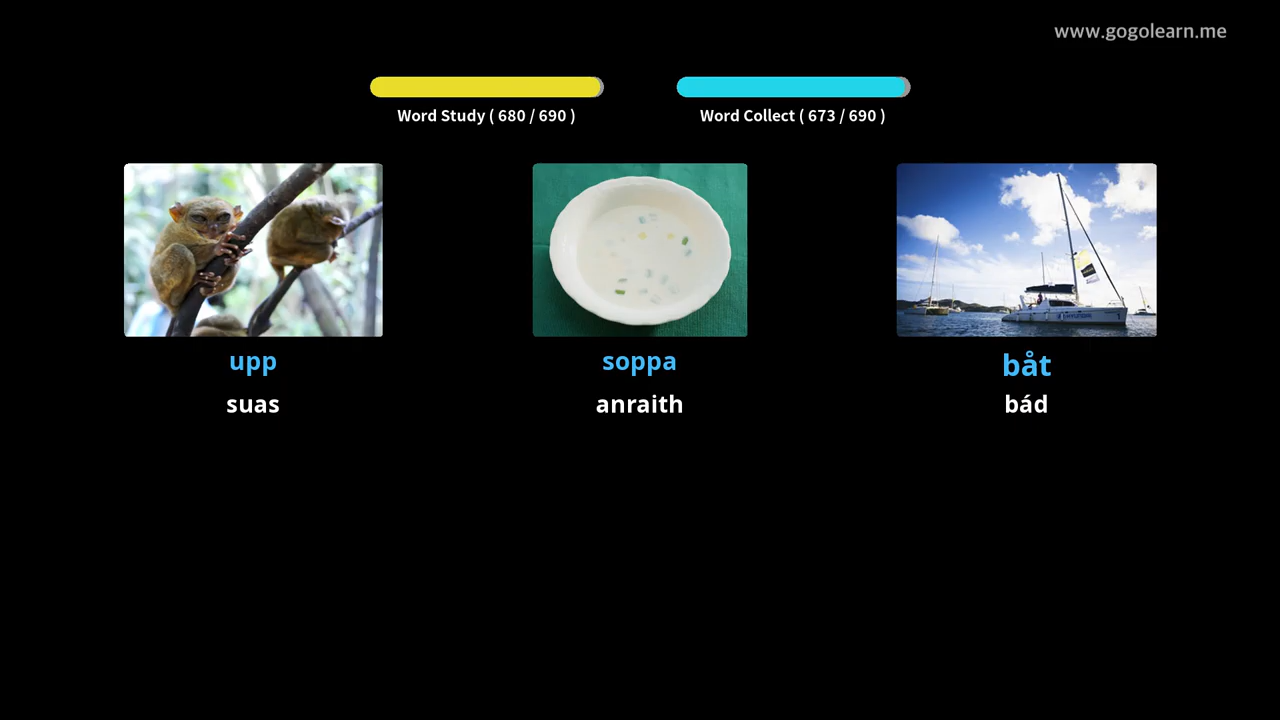 www.gogolearn.me
Word Study ( 680 / 690 )
Word Collect ( 673 / 690 )
upp
soppa
båt
suas
anraith
bád